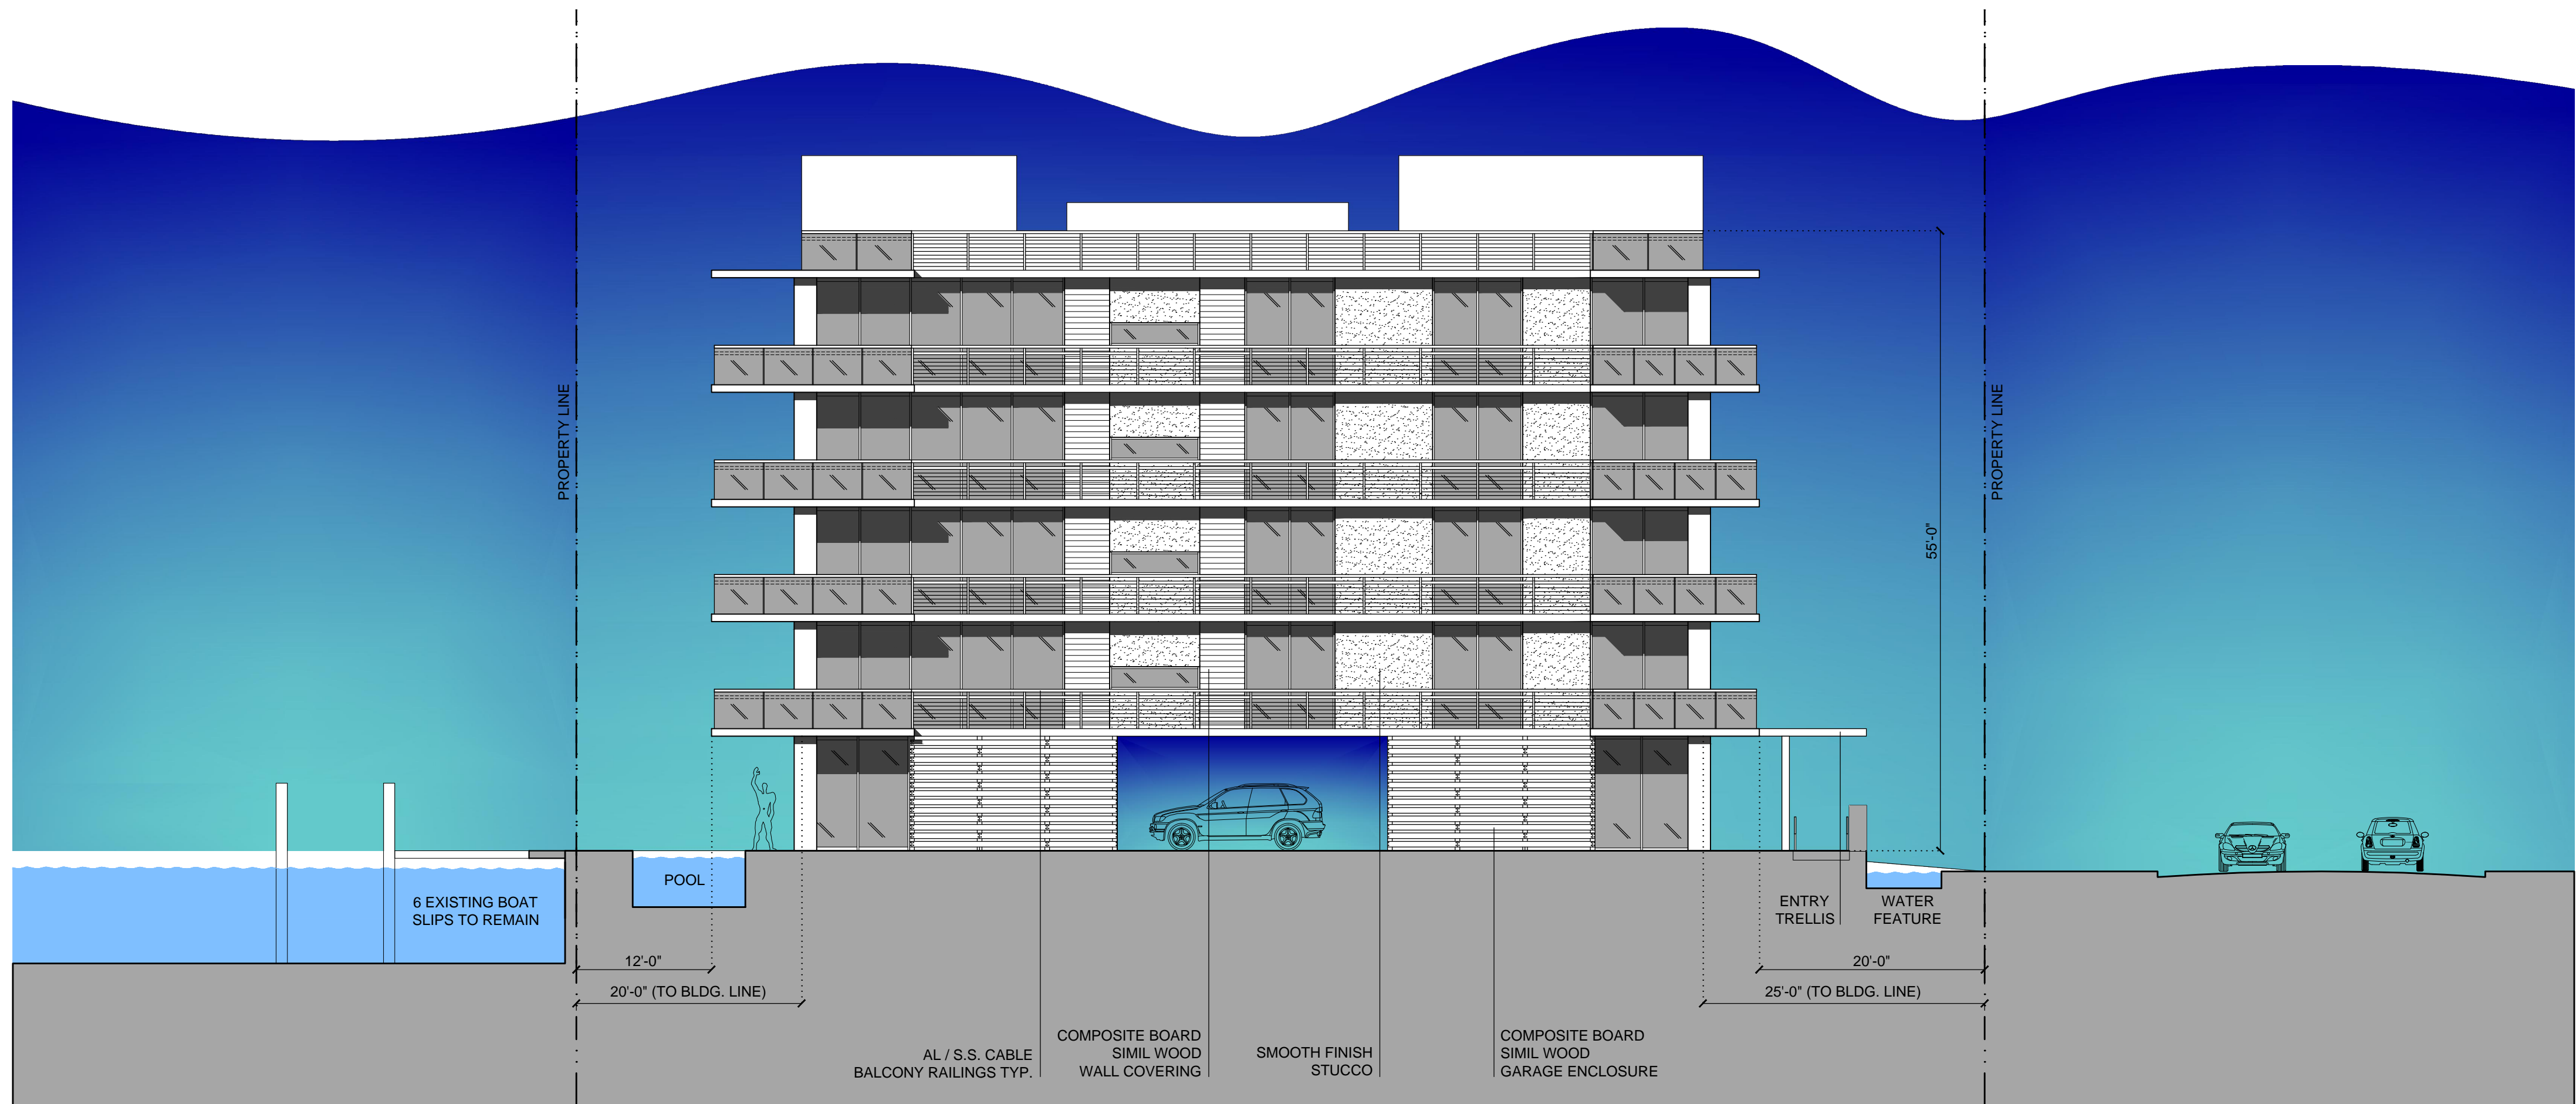 PROPERTY LINE
PROPERTY LINE
55'-0"
POOL
6 EXISTING BOAT
SLIPS TO REMAIN
ENTRY
TRELLIS
WATER
FEATURE
12'-0"
20'-0"
20'-0" (TO BLDG. LINE)
25'-0" (TO BLDG. LINE)
AL / S.S. CABLE
BALCONY RAILINGS TYP.
COMPOSITE BOARD
SIMIL WOOD
WALL COVERING
SMOOTH FINISH
STUCCO
COMPOSITE BOARD
SIMIL WOOD
GARAGE ENCLOSURE